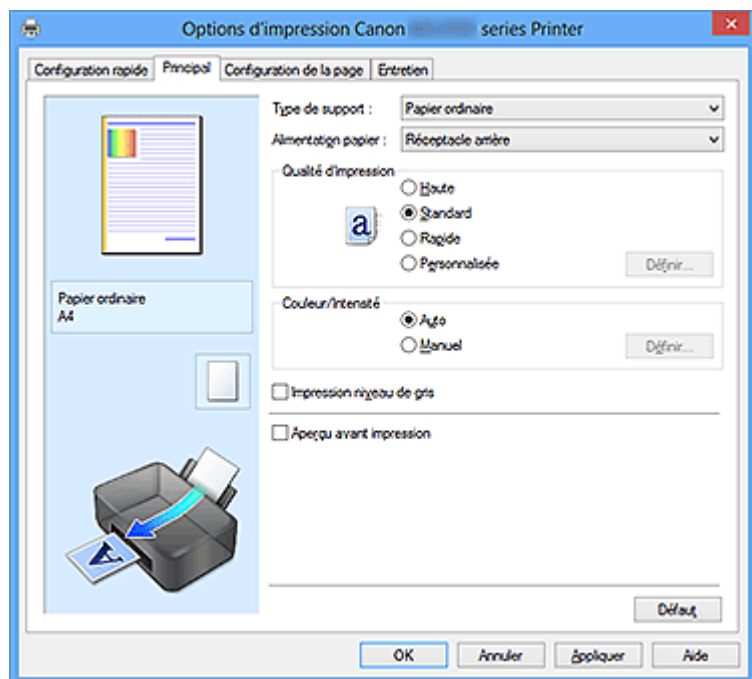 Options d'impression Canon series Printer
Configuration rapide Principal Configuration de la page Entretien
Type de support : Papier ordinaire
Alimentation papier : Réceptacle arrière
Qualité d'impression
Haute
a Standard
Rapide
Personnalisée Définir...
Papier ordinaire
A4
Couleur/Intensité
Auto
Manuel Définir...
Impression niveau de gris
Aperçu avant impression
A
Défaut
OK Annuler Appliquer Aide